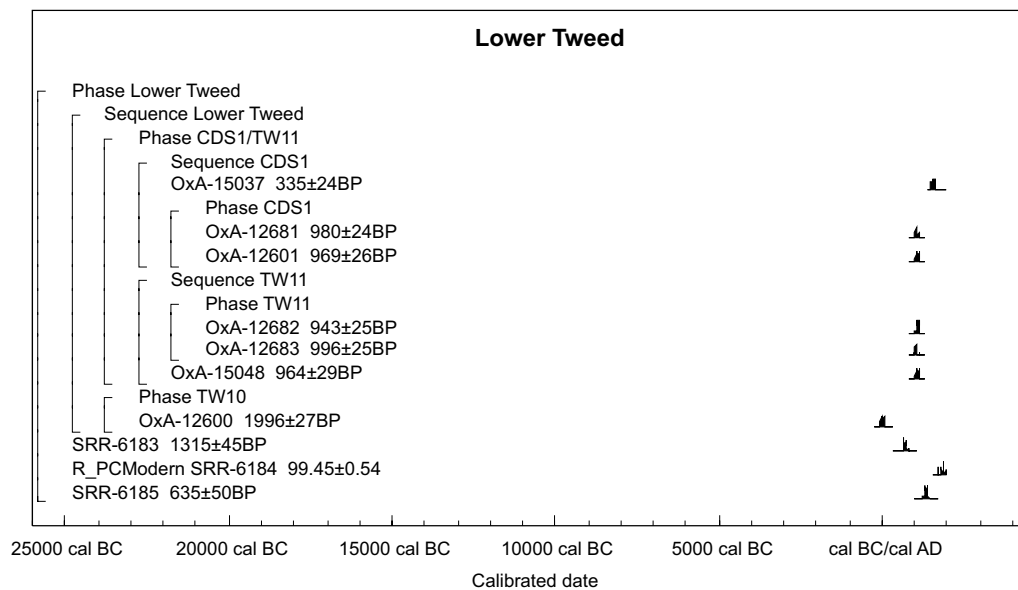 Lower Tweed
Phase Lower Tweed
Sequence Lower Tweed
Phase CDS1/TW11
Sequence CDS1
OxA-15037 335±24BP
Phase CDS1
OxA-12681 980±24BP
OxA-12601 969±26BP
Sequence TW11
Phase TW11
OxA-12682 943±25BP
OxA-12683 996±25BP
OxA-15048 964±29BP
Phase TW10
OxA-12600 1996±27BP
SRR-6183 1315±45BP
R_PCModern SRR-6184 99.45±0.54
SRR-6185 635±50BP
25000 cal BC 20000 cal BC 15000 cal BC 10000 cal BC 5000 cal BC cal BC/cal AD
Calibrated date